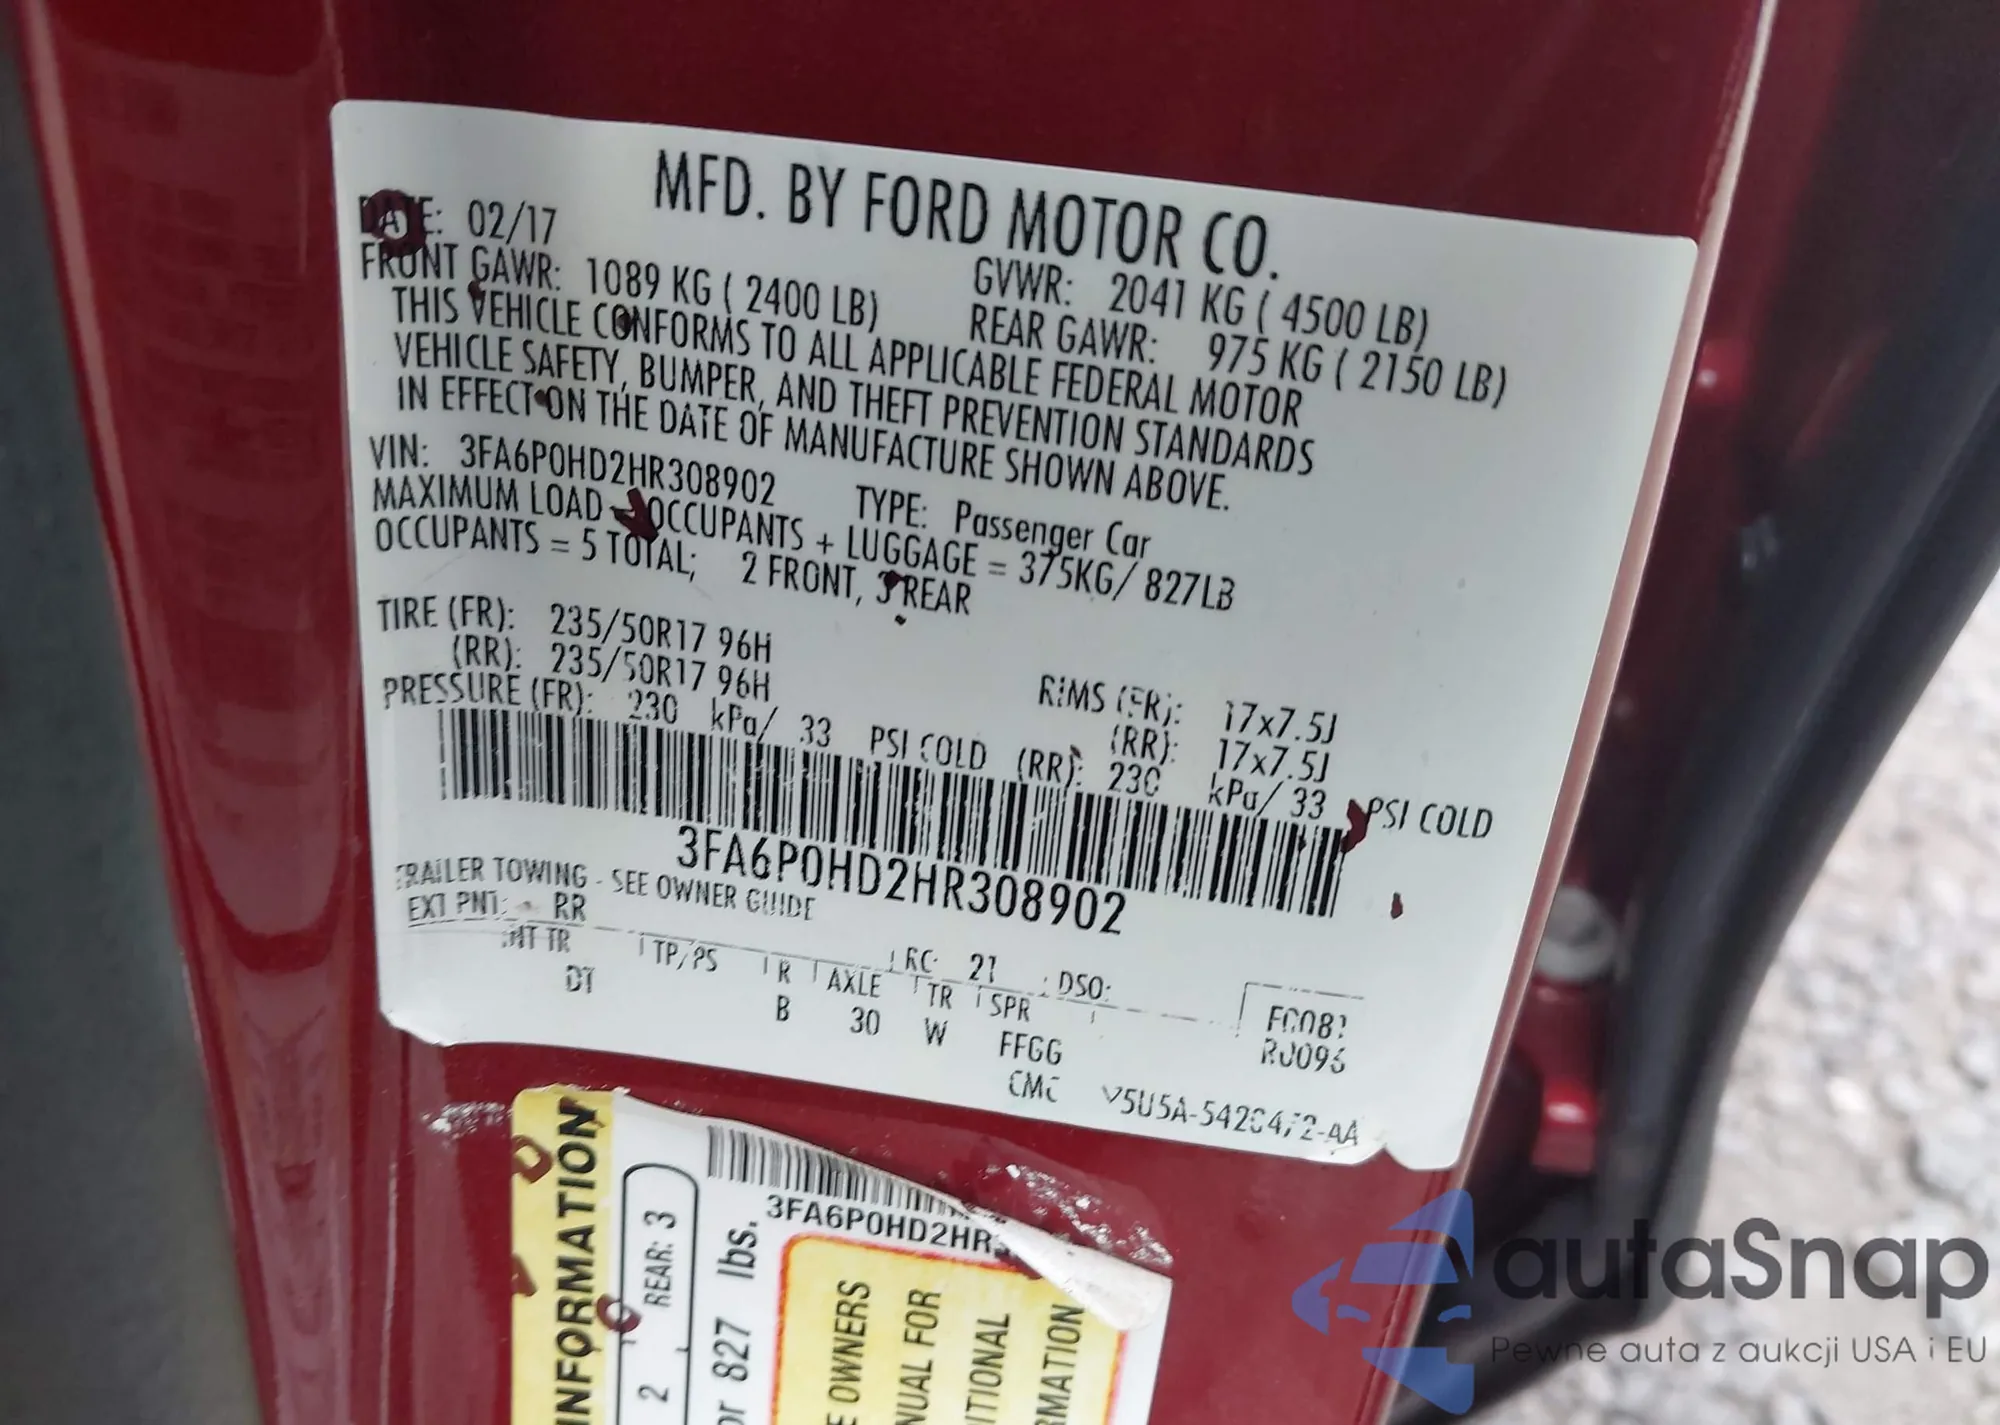 MFD. BY FORD MOTOR CO.
DATE: 02/17
GVWR: 2041 KG ( 4500 LB)
FRONT GAWR: 1089 KG ( 2400 LB)
REAR GAWR: 975 KG ( 2150 LB)
THIS VEHICLE CONFORMS TO ALL APPLICABLE FEDERAL MOTOR
VEHICLE SAFETY, BUMPER, AND THEFT PREVENTION STANDARDS
IN EFFECT ON THE DATE OF MANUFACTURE SHOWN ABOVE.
VIN: 3FA6P0HD2HR308902
TYPE: Passenger Car
MAXIMUM LOAD - OCCUPANTS + LUGGAGE = 375KG/ 827LB
OCCUPANTS = 5 TOTAL; 2 FRONT, 3 REAR
TIRE (FR): 235/50R17 96H
RIMS (FR): 17x7.5J
(RR): 235/50R17 96H
(RR): 17x7.5J
PRESSURE (FR): 230 kPa/ 33 PSI COLD (RR): 230 kPa/ 33 PSI COLD
3FA6P0HD2HR308902
TRAILER TOWING - SEE OWNER GUIDE
EXT PNT: RR
RC: 21 DSO:
INT TR TP/PS R AXLE TR SPR
DT B 30 W FFGG
CMC
INFORMATION
REAR: 3
2
or 827 lbs.
3FA6P0HD2HR
OWNERS
FOR
autaSnap
Pewne auta z aukcji USA i EU